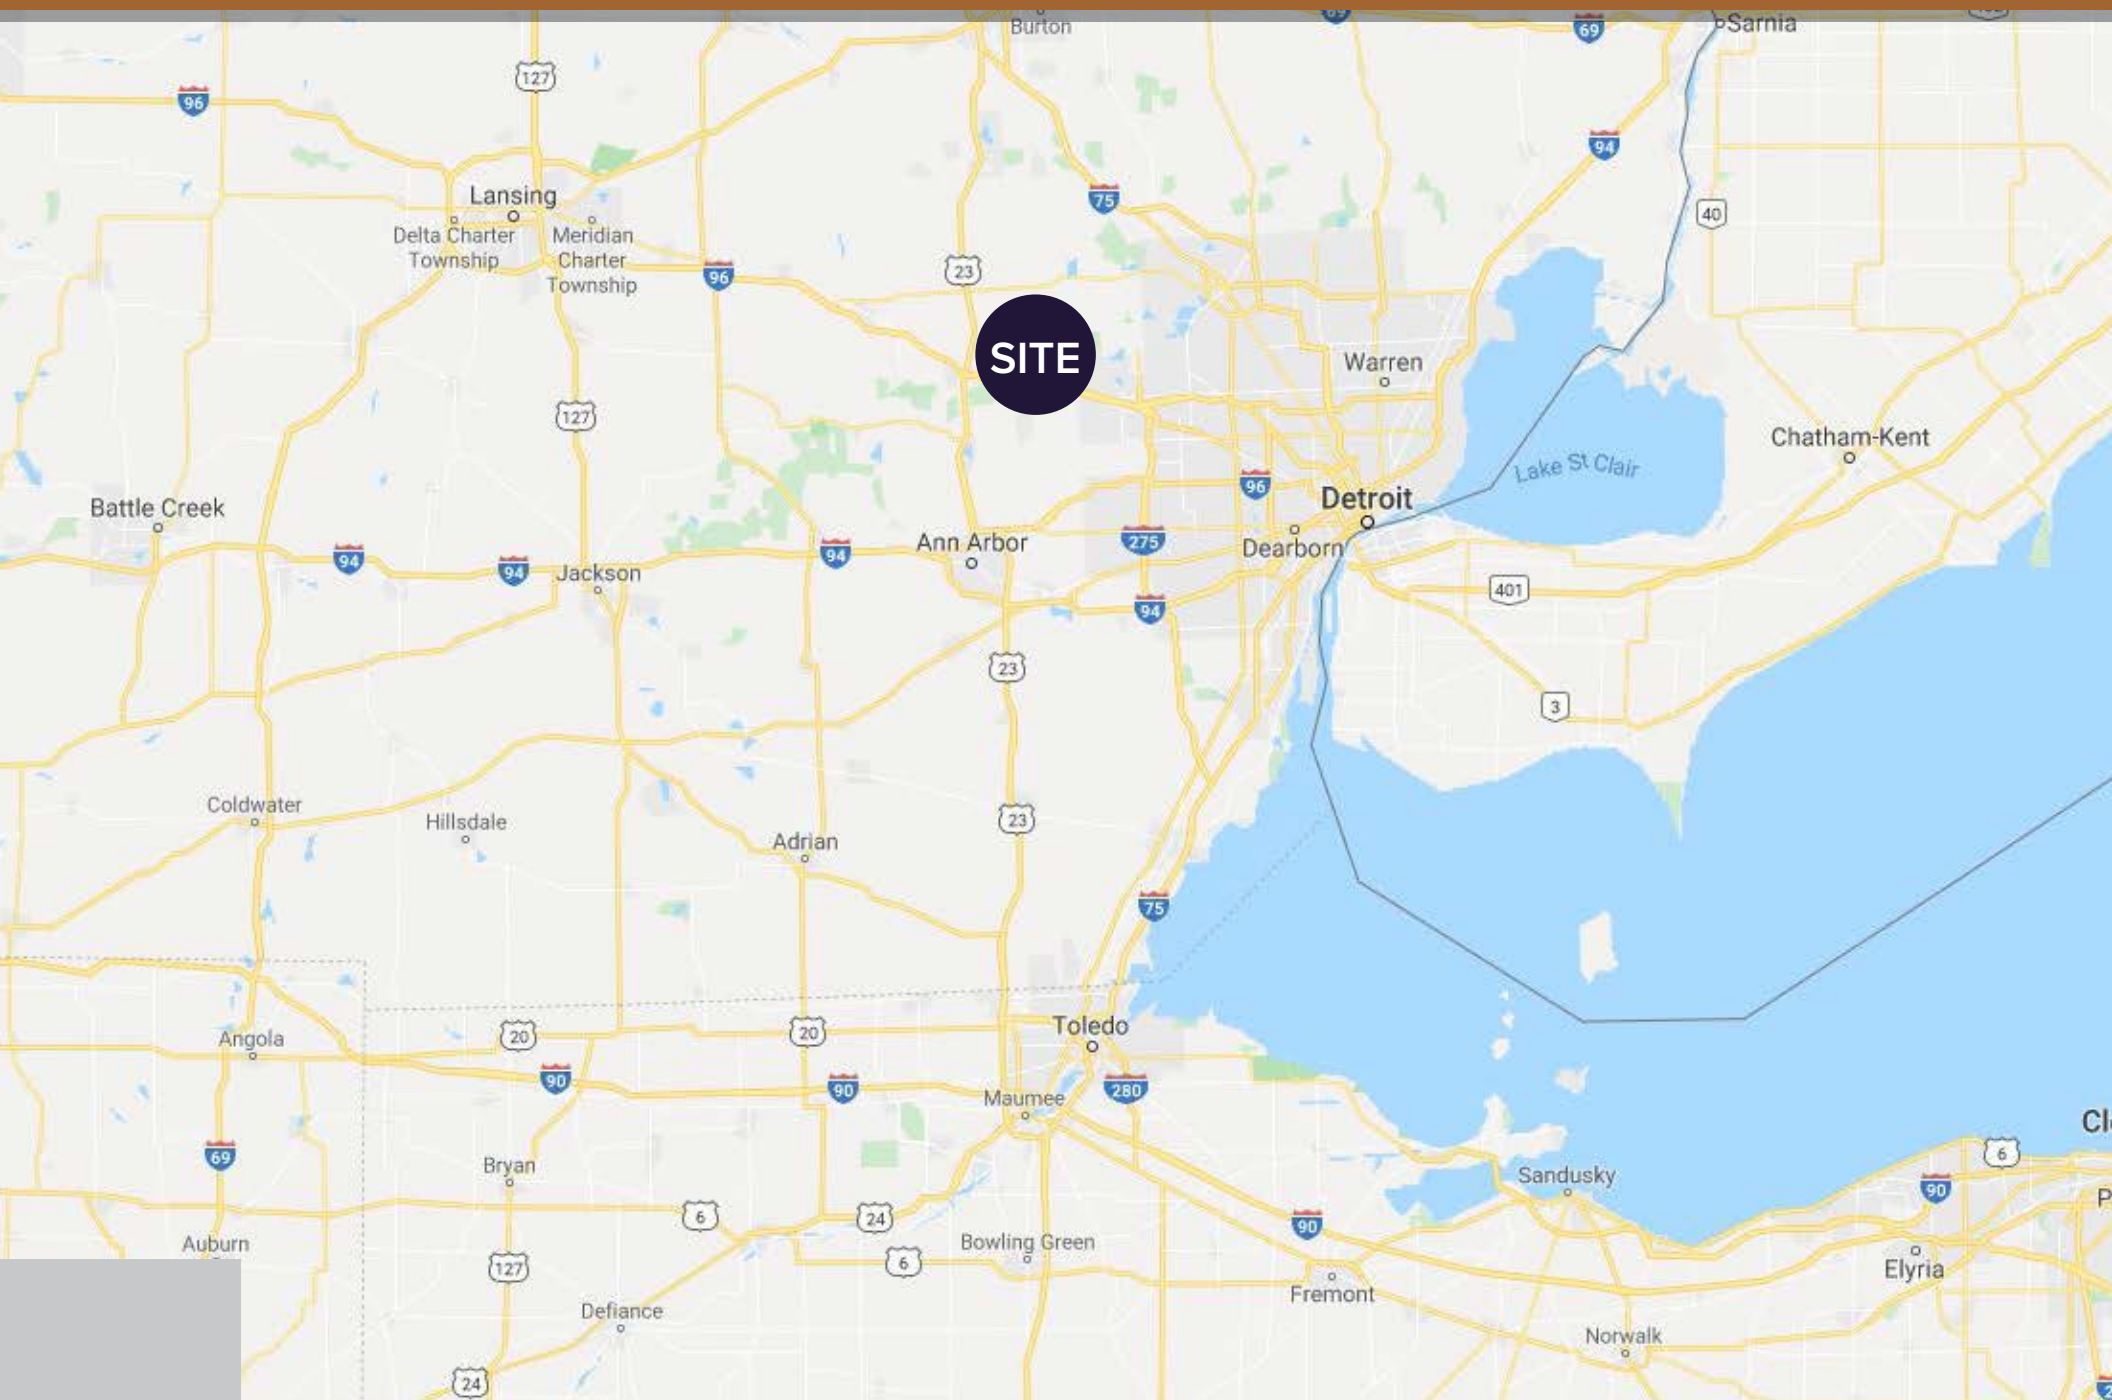 Burton
69
69
Sarnia
127
96
94
Lansing
75
40
Delta Charter
Township
Meridian
Charter
Township
96
23
SITE
Warren
127
Chatham-Kent
Lake St Clair
96
Detroit
Battle Creek
Ann Arbor
275
Dearborn
94
94
94
Jackson
401
94
23
3
Coldwater
Hillsdale
23
Adrian
75
Toledo
20
20
Angola
90
90
280
Maumee
Cl
69
6
Bryan
Sandusky
90
P
6
24
90
Auburn
Bowling Green
6
127
Elyria
Fremont
Defiance
Norwalk
24